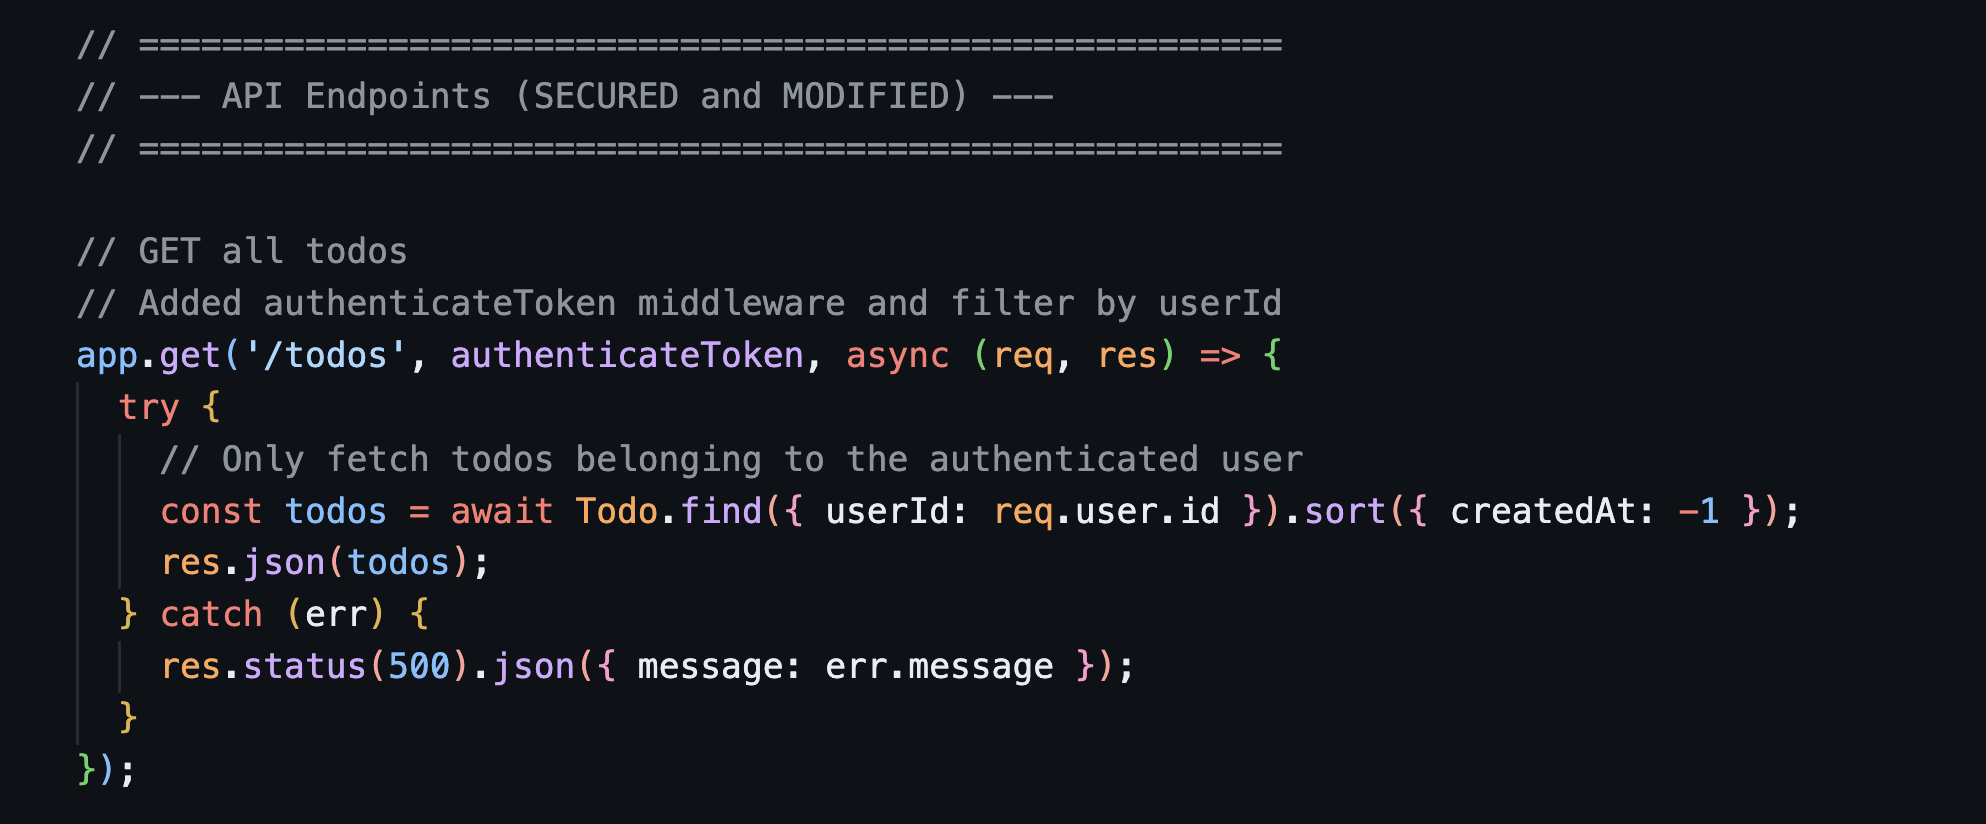 // =======================================================
// --- API Endpoints (SECURED and MODIFIED) ---
// =======================================================

// GET all todos
// Added authenticateToken middleware and filter by userId
app.get('/todos', authenticateToken, async (req, res) => {
  try {
    // Only fetch todos belonging to the authenticated user
    const todos = await Todo.find({ userId: req.user.id }).sort({ createdAt: -1 });
    res.json(todos);
  } catch (err) {
    res.status(500).json({ message: err.message });
  }
});